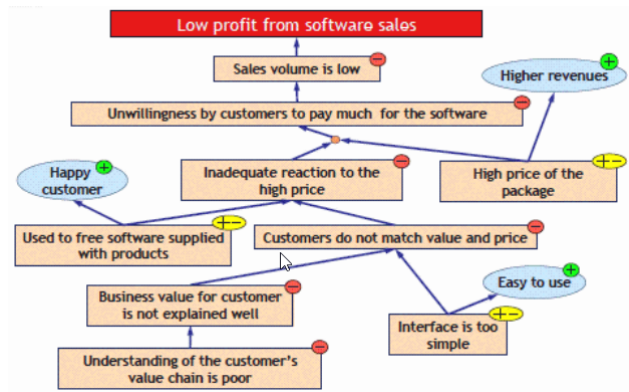 Low profit from software sales
Sales volume is low
−
Higher revenues
+
Unwillingness by customers to pay much for the software
−
Happy
customer
+
Inadequate reaction to the
high price
−
High price of the
package
+−
Used to free software supplied
with products
+−
Customers do not match value and price
−
Easy to use
+
Business value for customer
is not explained well
−
Interface is too
simple
+−
Understanding of the customer's
value chain is poor
−